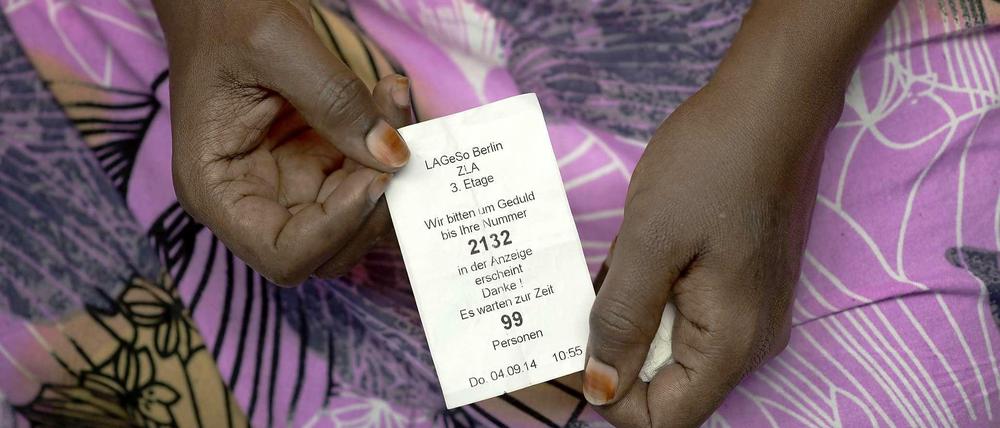 LAGeSo Berlin
ZLA
3. Etage
Wir bitten um Geduld
bis Ihre Nummer
2132
in der Anzeige
erscheint
Danke !
Es warten zur Zeit
99
Personen
Do. 04.09.14 10:55